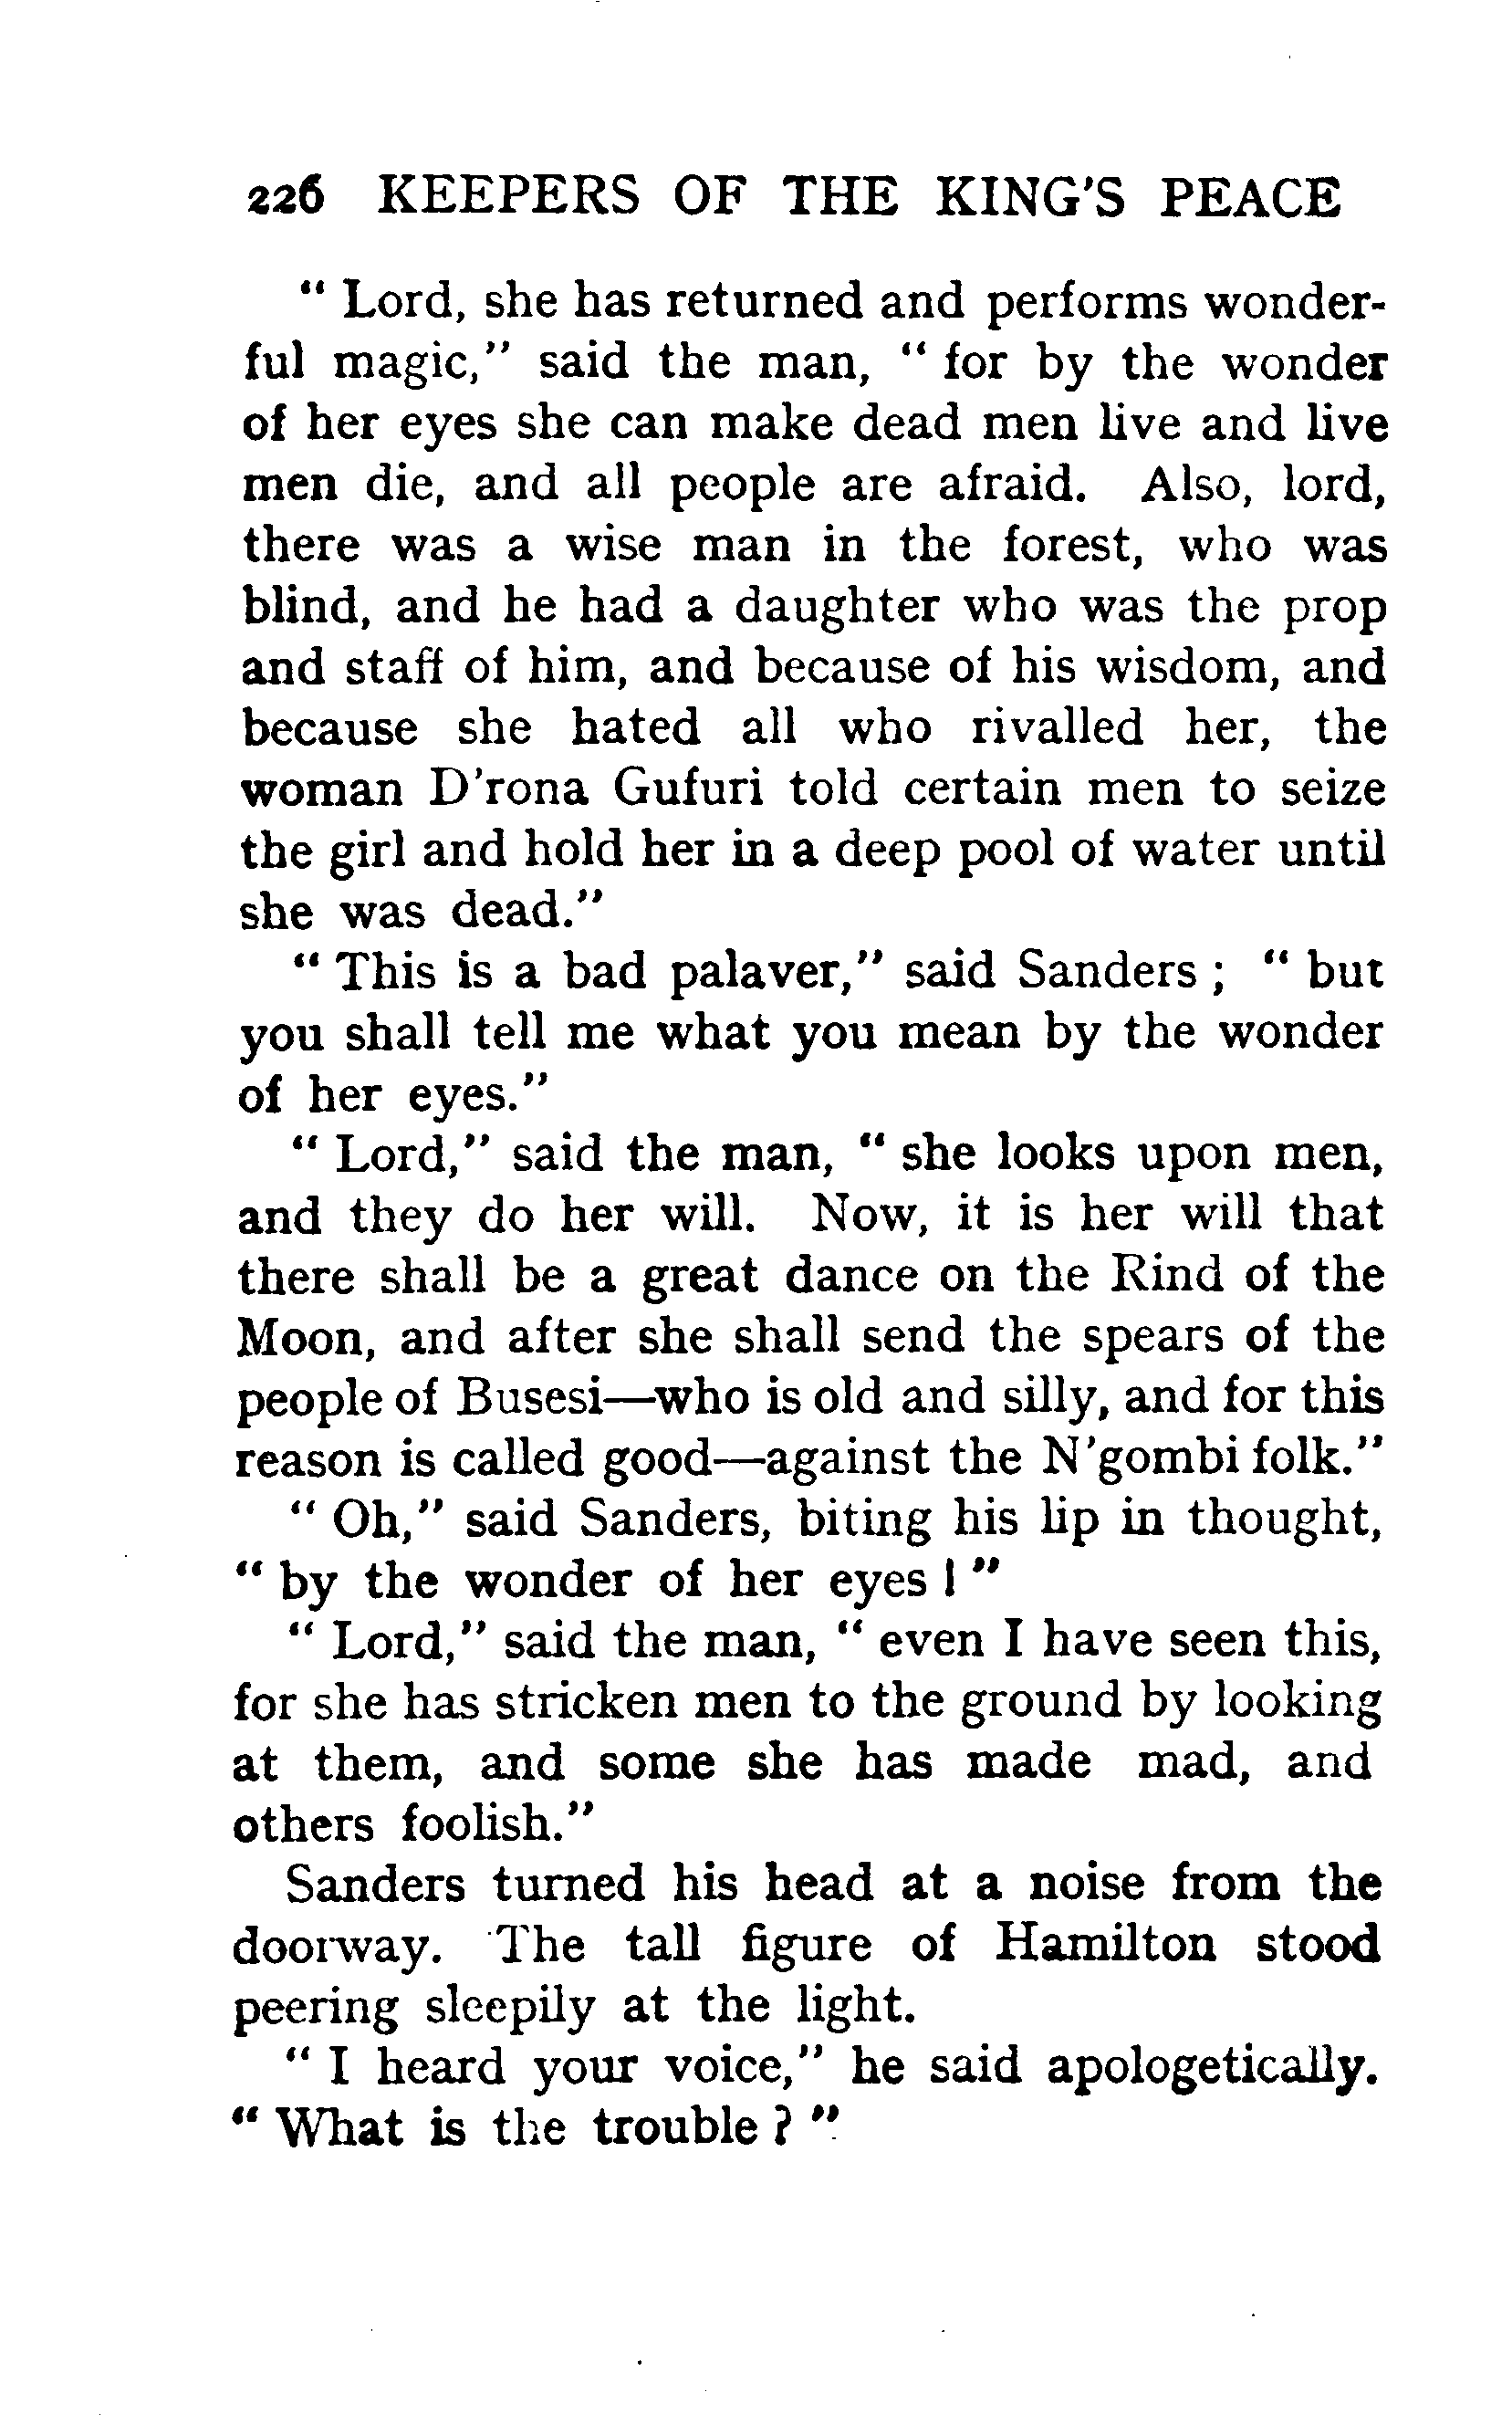 226 KEEPERS OF THE KING'S PEACE
" Lord, she has returned and performs wonder-
ful magic," said the man, " for by the wonder
of her eyes she can make dead men live and live
men die, and all people are afraid. Also, lord,
there was a wise man in the forest, who was
blind, and he had a daughter who was the prop
and staff of him, and because of his wisdom, and
because she hated all who rivalled her, the
woman D'rona Gufuri told certain men to seize
the girl and hold her in a deep pool of water until
she was dead."
" This is a bad palaver," said Sanders ; " but
you shall tell me what you mean by the wonder
of her eyes."
" Lord," said the man, " she looks upon men,
and they do her will. Now, it is her will that
there shall be a great dance on the Rind of the
Moon, and after she shall send the spears of the
people of Busesi—who is old and silly, and for this
reason is called good—against the N'gombi folk."
" Oh," said Sanders, biting his lip in thought,
" by the wonder of her eyes ! "
" Lord," said the man, " even I have seen this,
for she has stricken men to the ground by looking
at them, and some she has made mad, and
others foolish."
Sanders turned his head at a noise from the
doorway. The tall figure of Hamilton stood
peering sleepily at the light.
" I heard your voice," he said apologetically.
" What is the trouble ? "